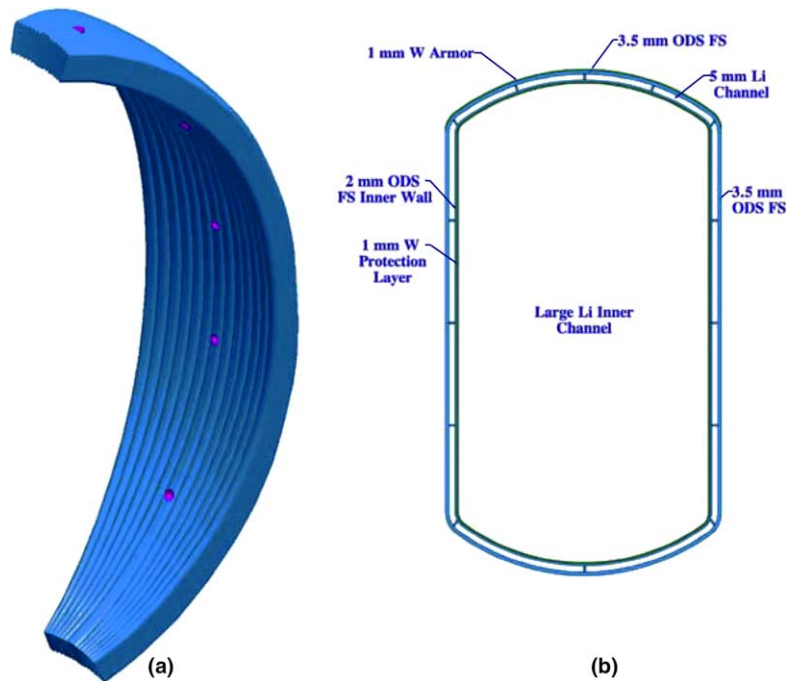 3.5 mm ODS FS
1 mm W Armor
5 mm Li
Channel
2 mm ODS
FS Inner Wall
3.5 mm
ODS FS
1 mm W
Protection
Layer
Large Li Inner
Channel
(a)
(b)